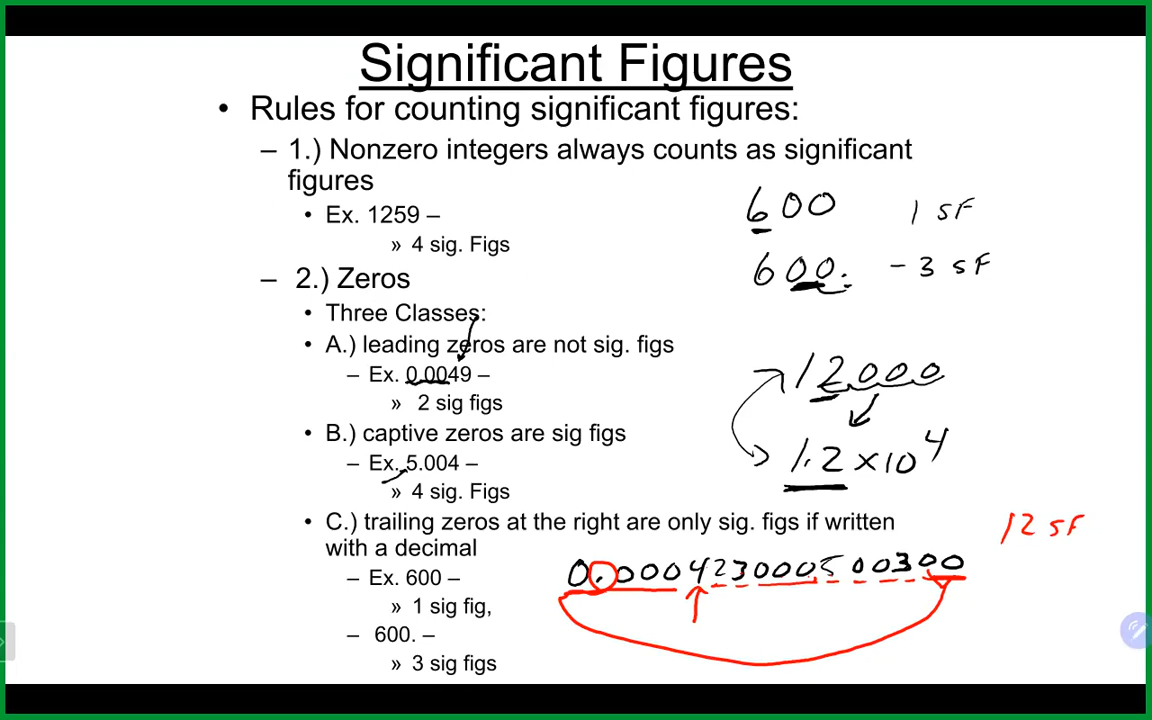 Significant Figures
• Rules for counting significant figures:
– 1.) Nonzero integers always counts as significant
figures
• Ex. 1259 –
» 4 sig. Figs
600 1 SF
600. - 3 SF
– 2.) Zeros
• Three Classes:
• A.) leading zeros are not sig. figs
– Ex. 0.0049 –
» 2 sig figs
12000
• B.) captive zeros are sig figs
– Ex. 5.004 –
» 4 sig. Figs
1.2 × 10^4
• C.) trailing zeros at the right are only sig. figs if written
with a decimal
12 SF
0.000423000500300
– Ex. 600 –
» 1 sig fig,
– 600. –
» 3 sig figs